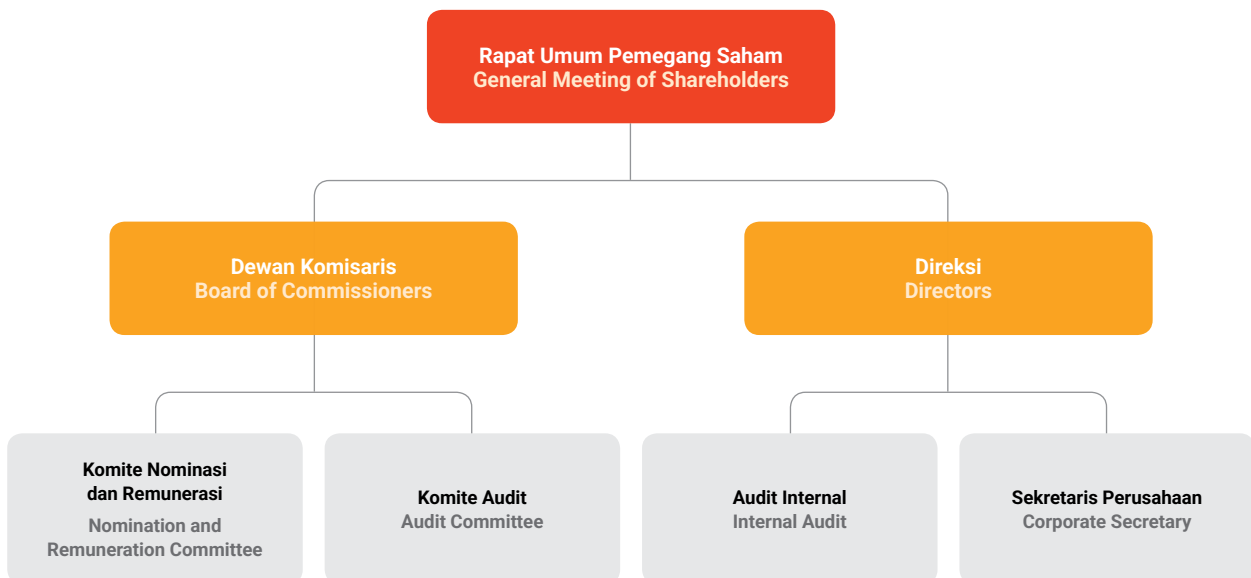 Rapat Umum Pemegang Saham
General Meeting of Shareholders
Dewan Komisaris
Board of Commissioners
Direksi
Directors
Komite Nominasi
dan Remunerasi
Nomination and
Remuneration Committee
Komite Audit
Audit Committee
Audit Internal
Internal Audit
Sekretaris Perusahaan
Corporate Secretary